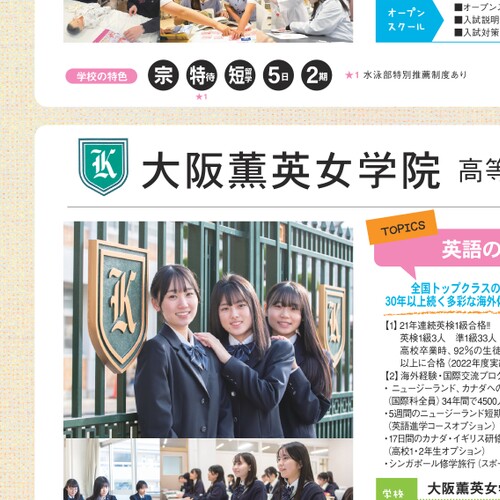 オープン
スクール
■オープンス
■入試説明
■入試対策
学校の特色
宗 特待 短留学 5日 2期
★1 水泳部特別推薦制度あり
★1
K
大阪薫英女学院 高等
TOPICS
英語の
全国トップクラスの
30年以上続く多彩な海外
K
【1】21年連続英検1級合格!!
英検1級3人 準1級33人
高校卒業時、92%の生徒
以上に合格(2022年度実
【2】海外経験・国際交流プロ
・ニュージーランド、カナダへの
(国際科全員)34年間で4500人
・5週間のニュージーランド短期
(英語進学コースオプション)
・17日間のカナダ・イギリス研修
(高校1・2年生オプション)
・シンガポール修学旅行(スポー
学校
大阪薫英女